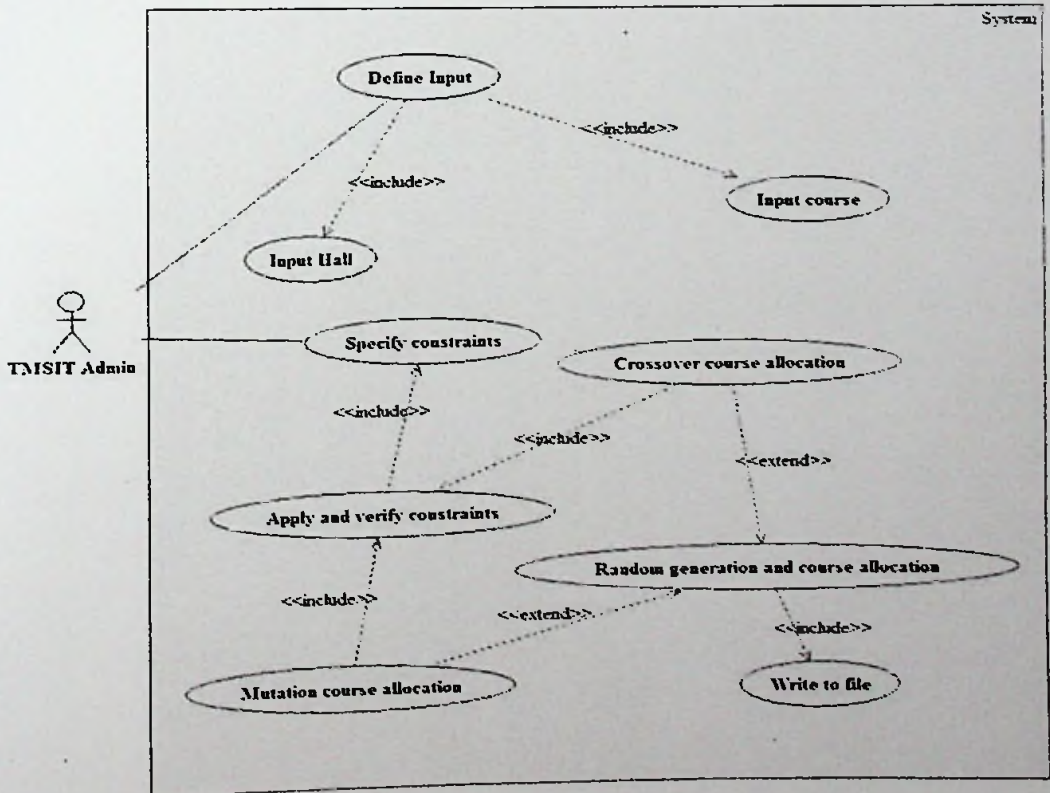 System
Define Input
<<include>>
<<include>>
Input course
Input Hall
TMSIT Admin
Specify constraints
Crossover course allocation
<<include>>
<<include>>
<<extend>>
Apply and verify constraints
Random generation and course allocation
<<include>>
<<extend>>
<<include>>
Mutation course allocation
Write to file